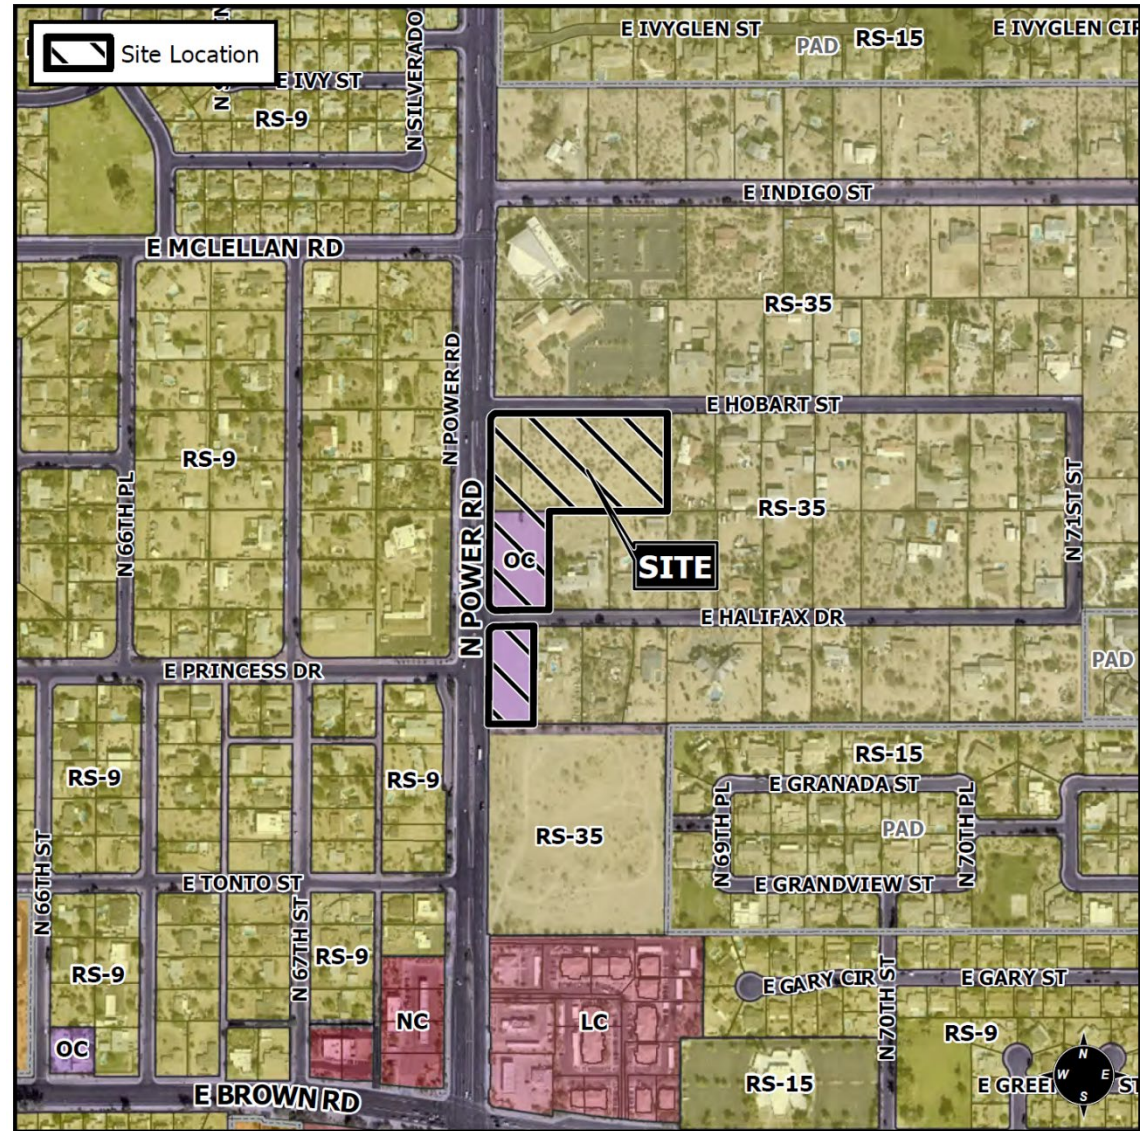 Site Location
E IVYGLEN ST
PAD
RS-15
E IVYGLEN CIR
E IVY ST
N SILVERADO
RS-9
E INDIGO ST
E MCLELLAN RD
RS-35
N POWER RD
E HOBART ST
RS-9
RS-35
N 66TH PL
N 71ST ST
N POWER RD
OC
SITE
E HALIFAX DR
E PRINCESS DR
PAD
RS-15
RS-9
RS-9
E GRANADA ST
N 69TH PL
N 70TH PL
PAD
RS-35
E TONTO ST
E GRANDVIEW ST
N 66TH ST
N 67TH ST
RS-9
RS-9
E GARY CIR
E GARY ST
N 70TH ST
NC
LC
RS-9
OC
RS-15
E BROWN RD
E GREE
ST
N
W
E
S